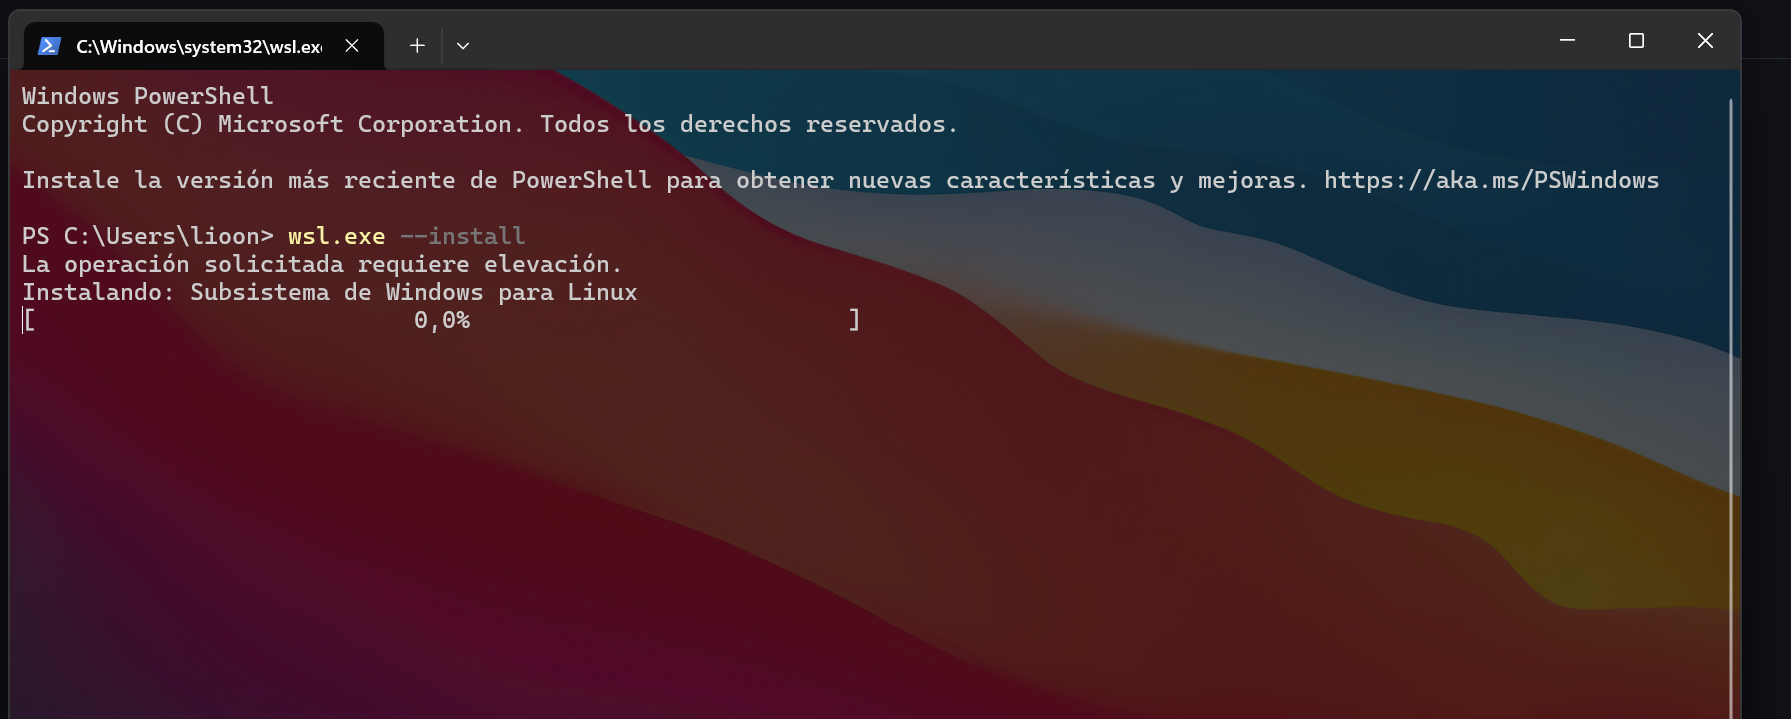 C:\Windows\system32\wsl.exe
Windows PowerShell
Copyright (C) Microsoft Corporation. Todos los derechos reservados.
Instale la versión más reciente de PowerShell para obtener nuevas características y mejoras. https://aka.ms/PSWindows
PS C:\Users\lioon> wsl.exe --install
La operación solicitada requiere elevación.
Instalando: Subsistema de Windows para Linux
[ 0,0% ]